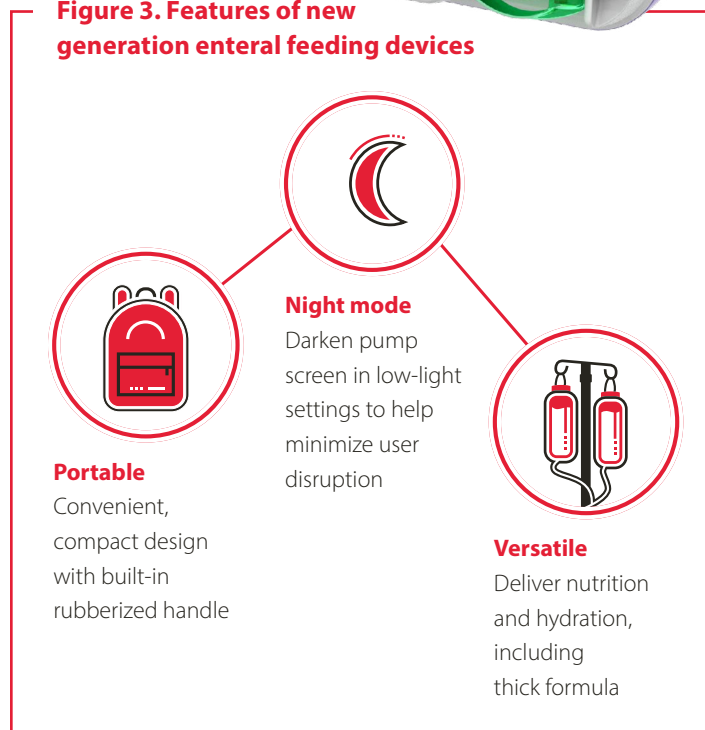 Figure 3. Features of new
generation enteral feeding devices
Night mode
Darken pump
screen in low-light
settings to help
minimize user
disruption
Portable
Convenient,
compact design
with built-in
rubberized handle
Versatile
Deliver nutrition
and hydration,
including
thick formula